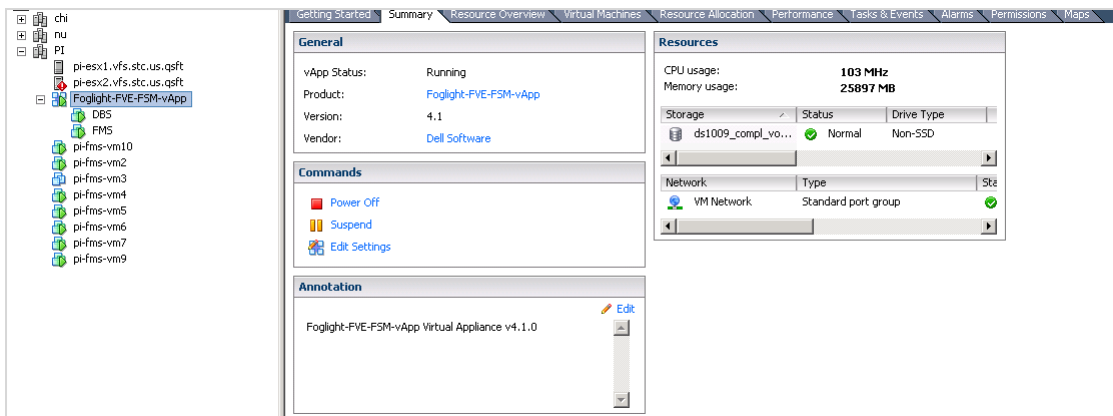 chi
nu
PI
pi-esx1.vfs.stc.us.qsft
pi-esx2.vfs.stc.us.qsft
Foglight-FVE-FSM-vApp
DBS
FMS
pi-fms-vm10
pi-fms-vm2
pi-fms-vm3
pi-fms-vm4
pi-fms-vm5
pi-fms-vm6
pi-fms-vm7
pi-fms-vm9
Getting Started Summary Resource Overview Virtual Machines Resource Allocation Performance Tasks & Events Alarms Permissions Maps
General
vApp Status: Running
Product: Foglight-FVE-FSM-vApp
Version: 4.1
Vendor: Dell Software
Commands
Power Off
Suspend
Edit Settings
Annotation
Edit
Foglight-FVE-FSM-vApp Virtual Appliance v4.1.0
Resources
CPU usage: 103 MHz
Memory usage: 25897 MB
Storage Status Drive Type
ds1009_compl_vo... Normal Non-SSD
Network Type Sta
VM Network Standard port group